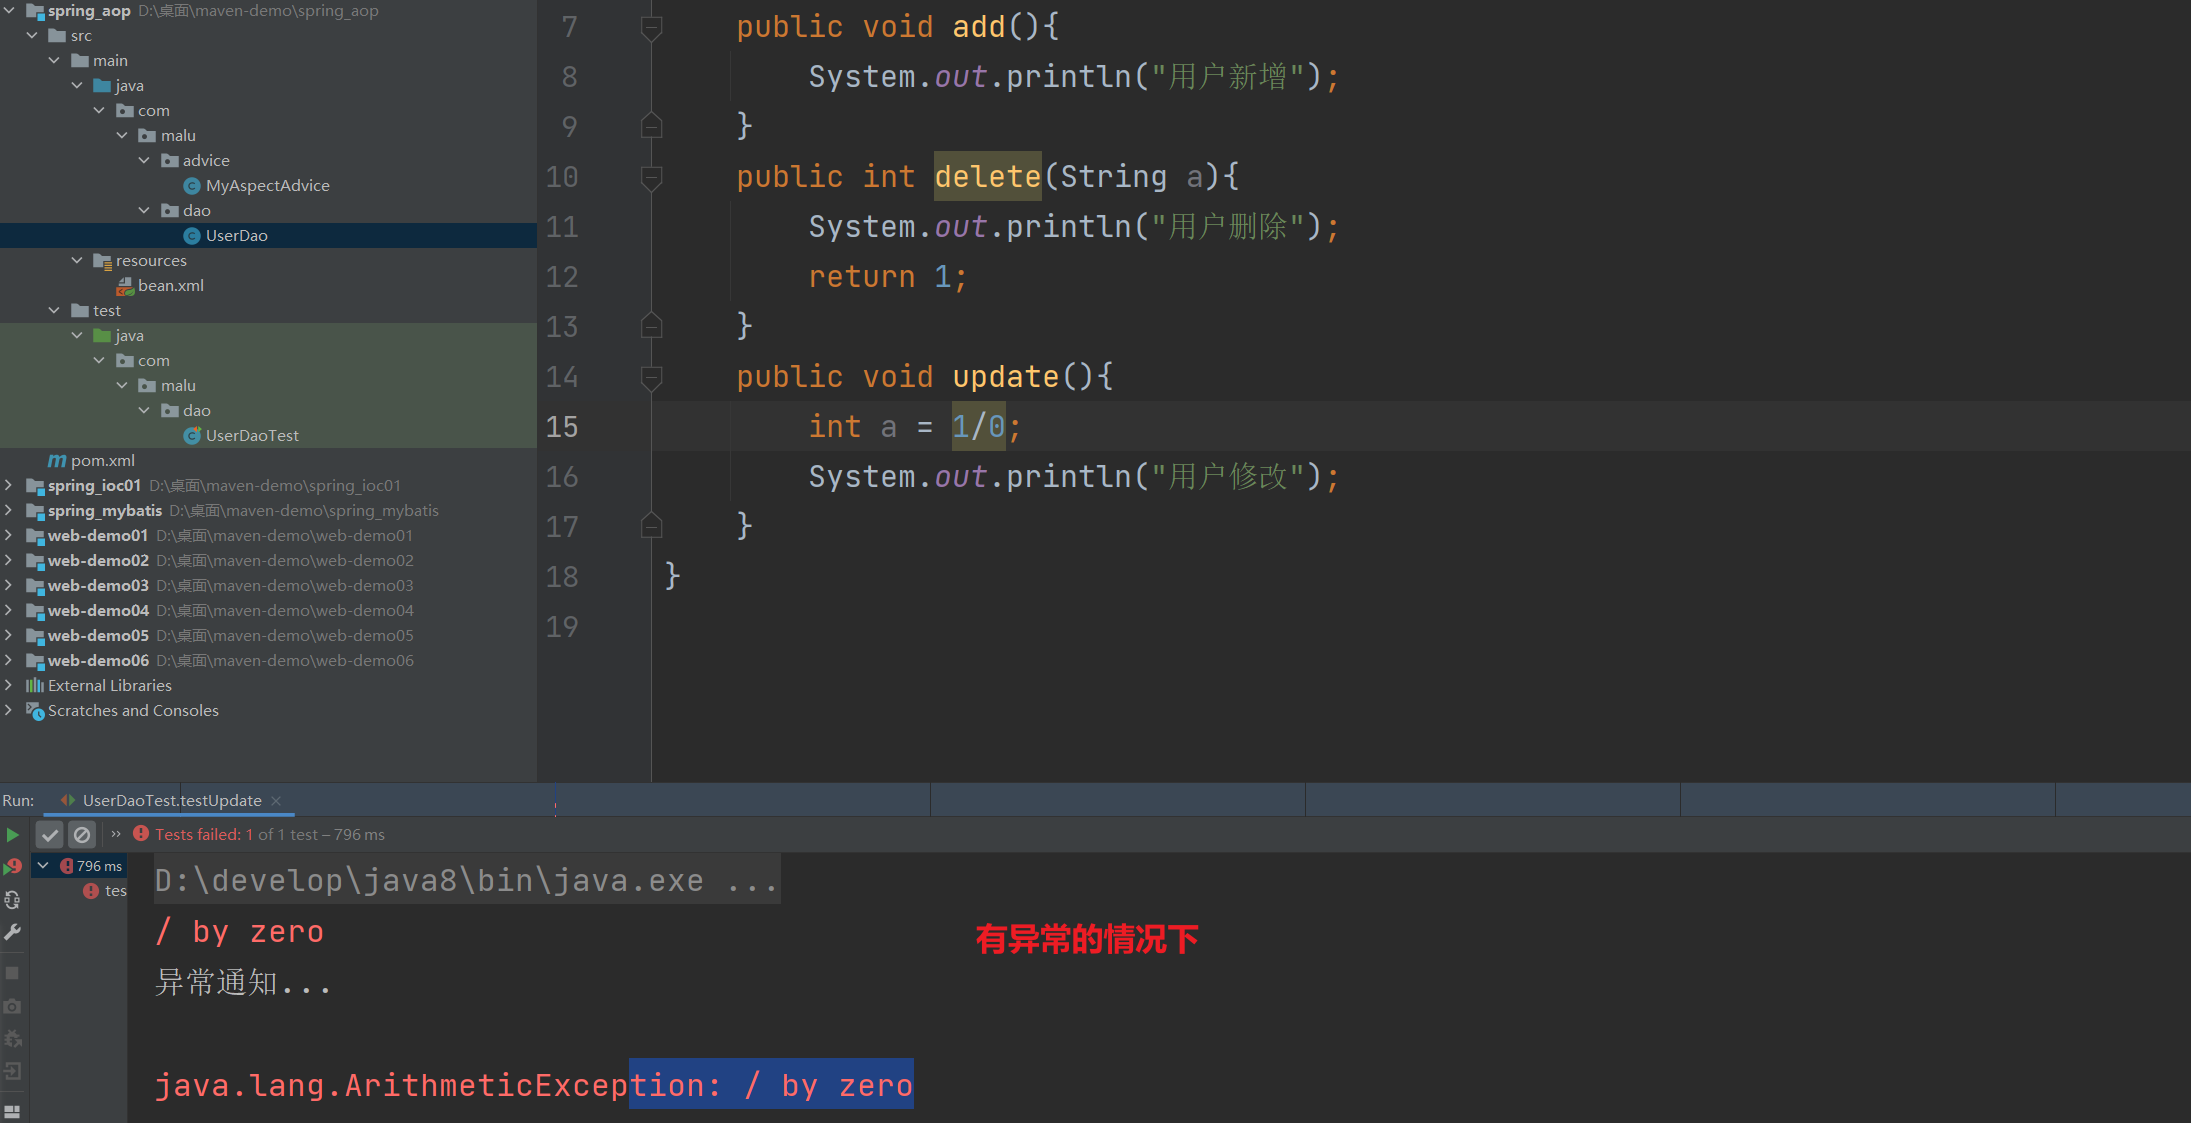 spring_aop D:\桌面\maven-demo\spring_aop
src
main
java
com
malu
advice
MyAspectAdvice
dao
UserDao
resources
bean.xml
test
java
com
malu
dao
UserDaoTest
pom.xml
spring_ioc01 D:\桌面\maven-demo\spring_ioc01
spring_mybatis D:\桌面\maven-demo\spring_mybatis
web-demo01 D:\桌面\maven-demo\web-demo01
web-demo02 D:\桌面\maven-demo\web-demo02
web-demo03 D:\桌面\maven-demo\web-demo03
web-demo04 D:\桌面\maven-demo\web-demo04
web-demo05 D:\桌面\maven-demo\web-demo05
web-demo06 D:\桌面\maven-demo\web-demo06
External Libraries
Scratches and Consoles
7 public void add(){
8 System.out.println("用户新增");
9 }
10 public int delete(String a){
11 System.out.println("用户删除");
12 return 1;
13 }
14 public void update(){
15 int a = 1/0;
16 System.out.println("用户修改");
17 }
18 }
19
Run: UserDaoTest.testUpdate ×
» Tests failed: 1 of 1 test – 796 ms
796 ms
tes
D:\develop\java8\bin\java.exe ...
/ by zero
有异常的情况下
异常通知...
java.lang.ArithmeticException: / by zero